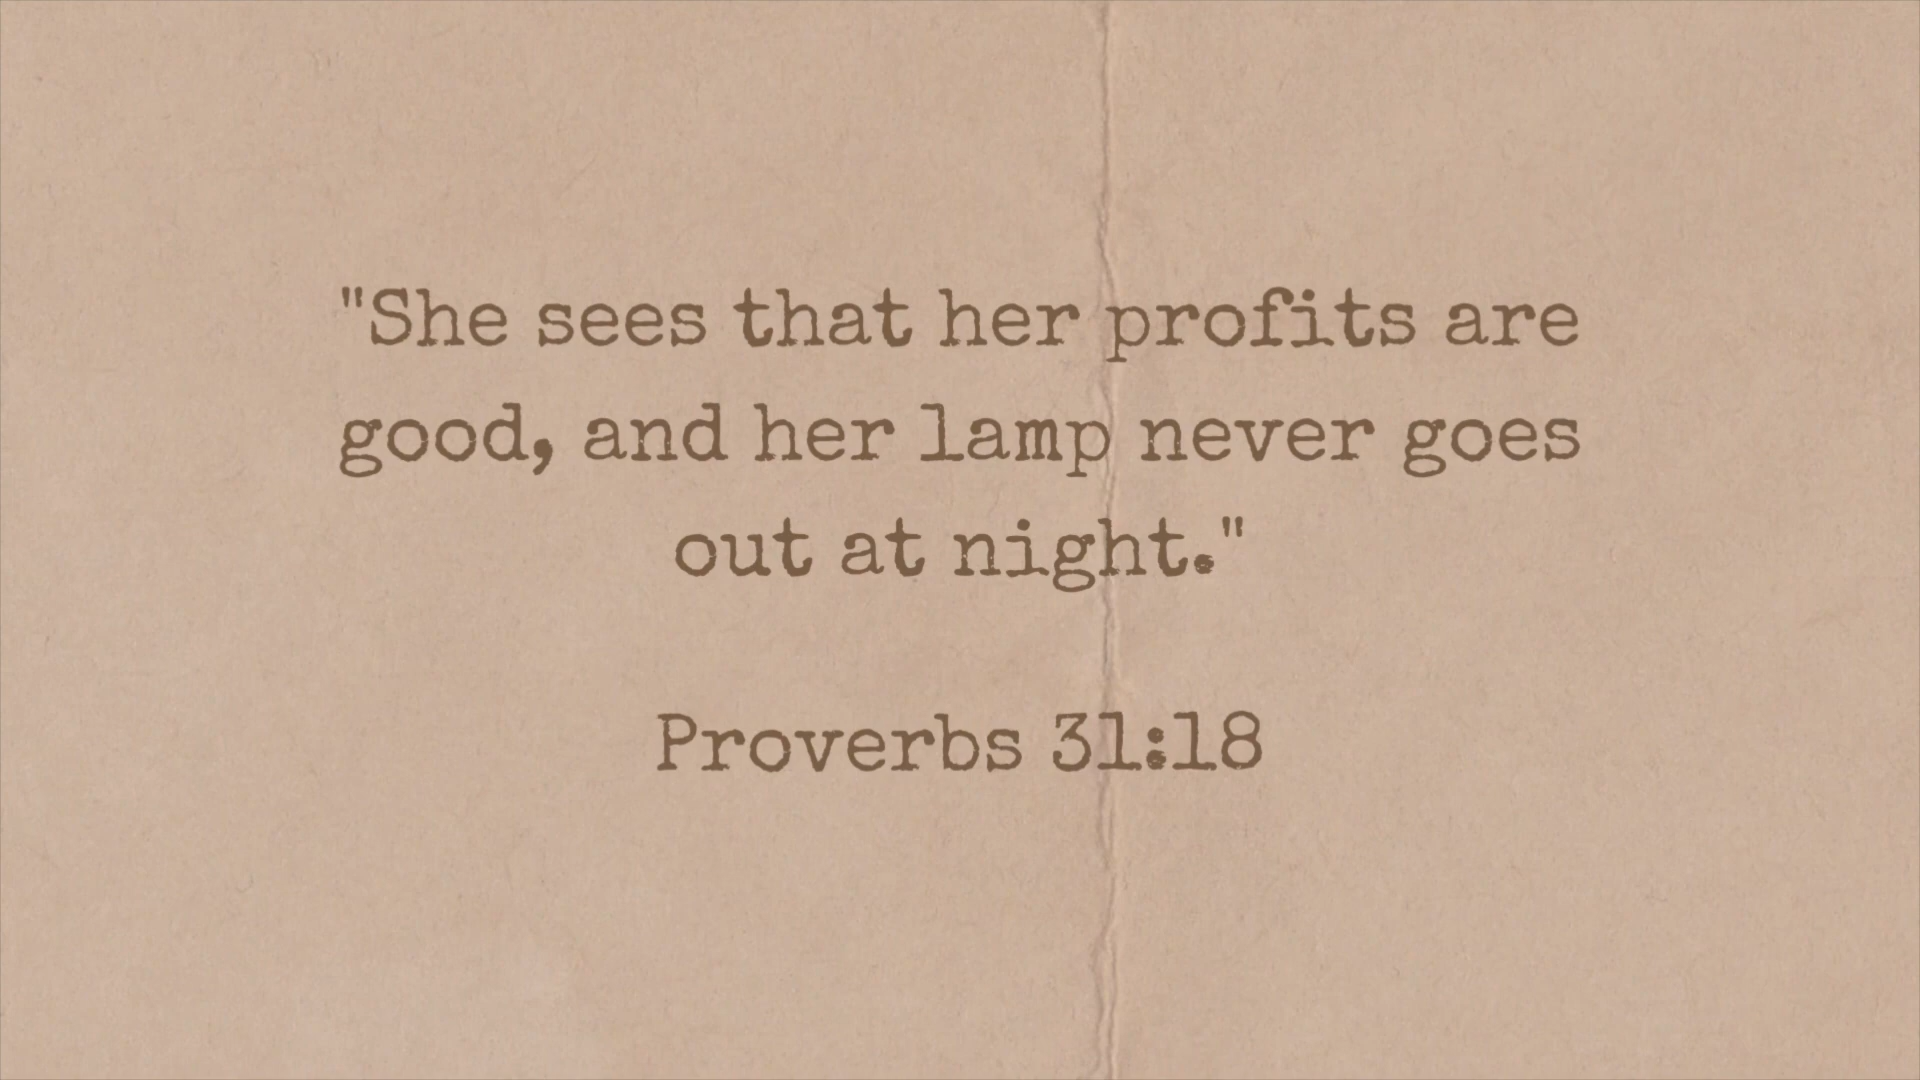 "She sees that her profits are
good, and her lamp never goes
out at night."
Proverbs 31:18